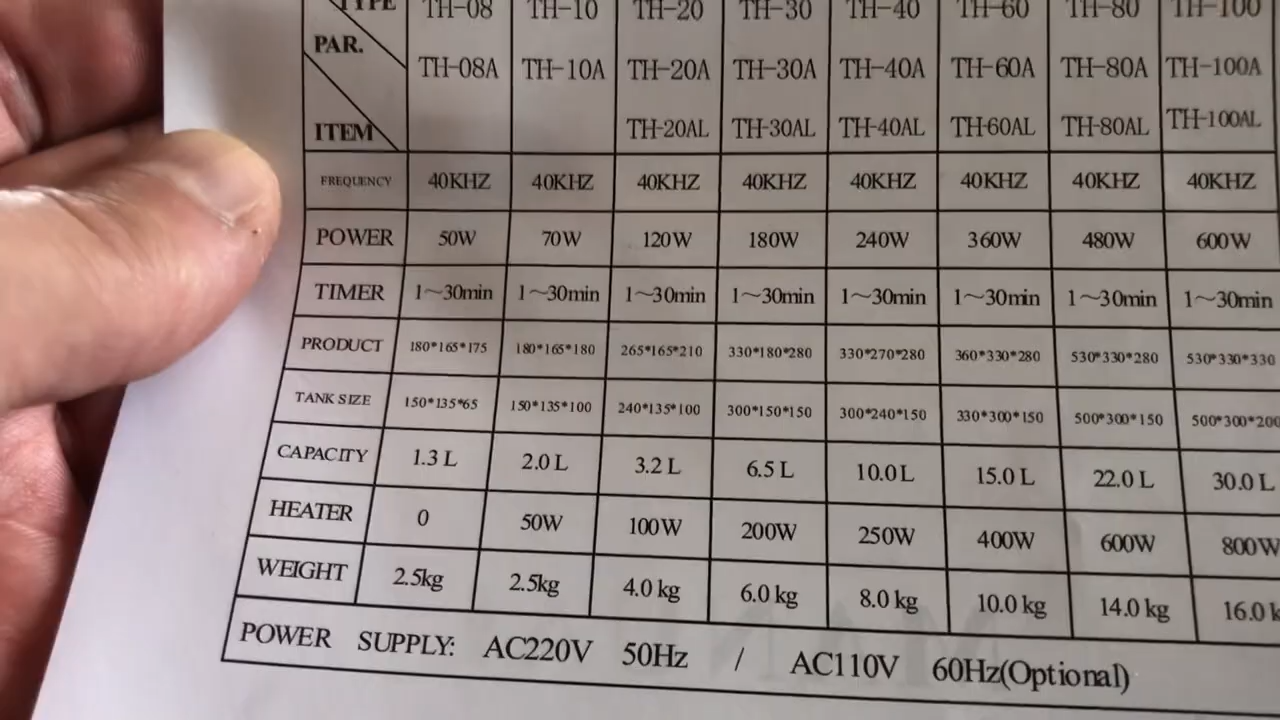 TYPE TH-08 TH-10 TH-20 TH-30 TH-40 TH-60 TH-80 TH-100
PAR. TH-08A TH-10A TH-20A TH-30A TH-40A TH-60A TH-80A TH-100A
ITEM TH-20AL TH-30AL TH-40AL TH-60AL TH-80AL TH-100AL
FREQUENCY 40KHZ 40KHZ 40KHZ 40KHZ 40KHZ 40KHZ 40KHZ 40KHZ
POWER 50W 70W 120W 180W 240W 360W 480W 600W
TIMER 1~30min 1~30min 1~30min 1~30min 1~30min 1~30min 1~30min 1~30min
PRODUCT 180*165*175 180*165*180 265*165*210 330*180*280 330*270*280 360*330*280 530*330*280 530*330*330
TANK SIZE 150*135*65 150*135*100 240*135*100 300*150*150 300*240*150 330*300*150 500*300*150 500*300*200
CAPACITY 1.3 L 2.0 L 3.2 L 6.5 L 10.0 L 15.0 L 22.0 L 30.0 L
HEATER 0 50W 100W 200W 250W 400W 600W 800W
WEIGHT 2.5kg 2.5kg 4.0 kg 6.0 kg 8.0 kg 10.0 kg 14.0 kg 16.0 k
POWER SUPPLY: AC220V 50Hz / AC110V 60Hz(Optional)